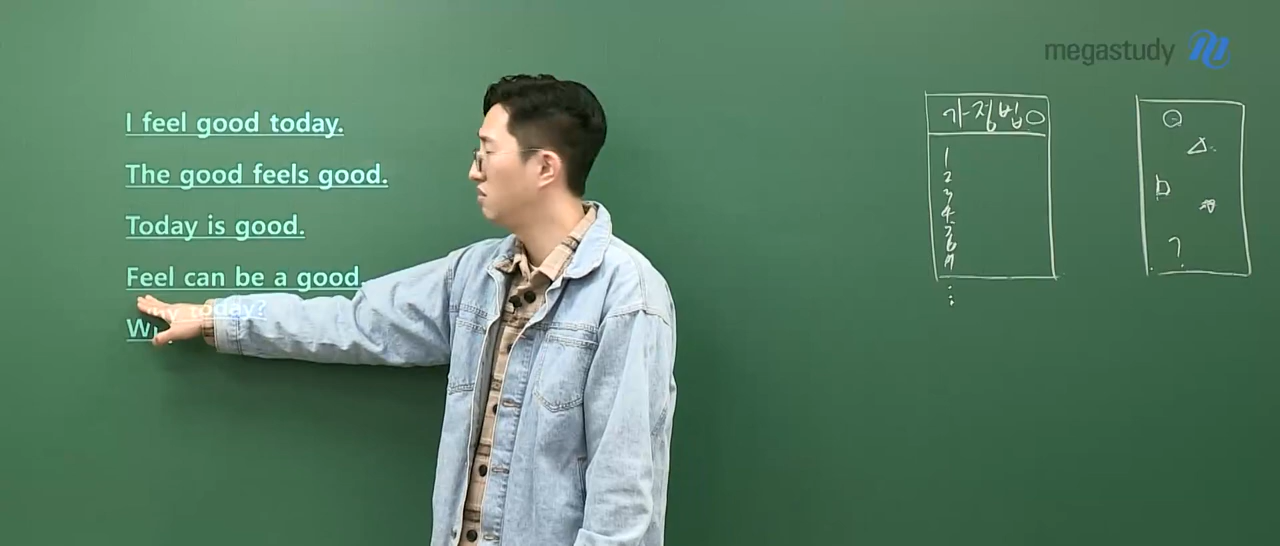 megastudy
I feel good today.
The good feels good.
Today is good.
Feel can be a good
Why today?
가정법
1
2
3
4
5
6
7
?